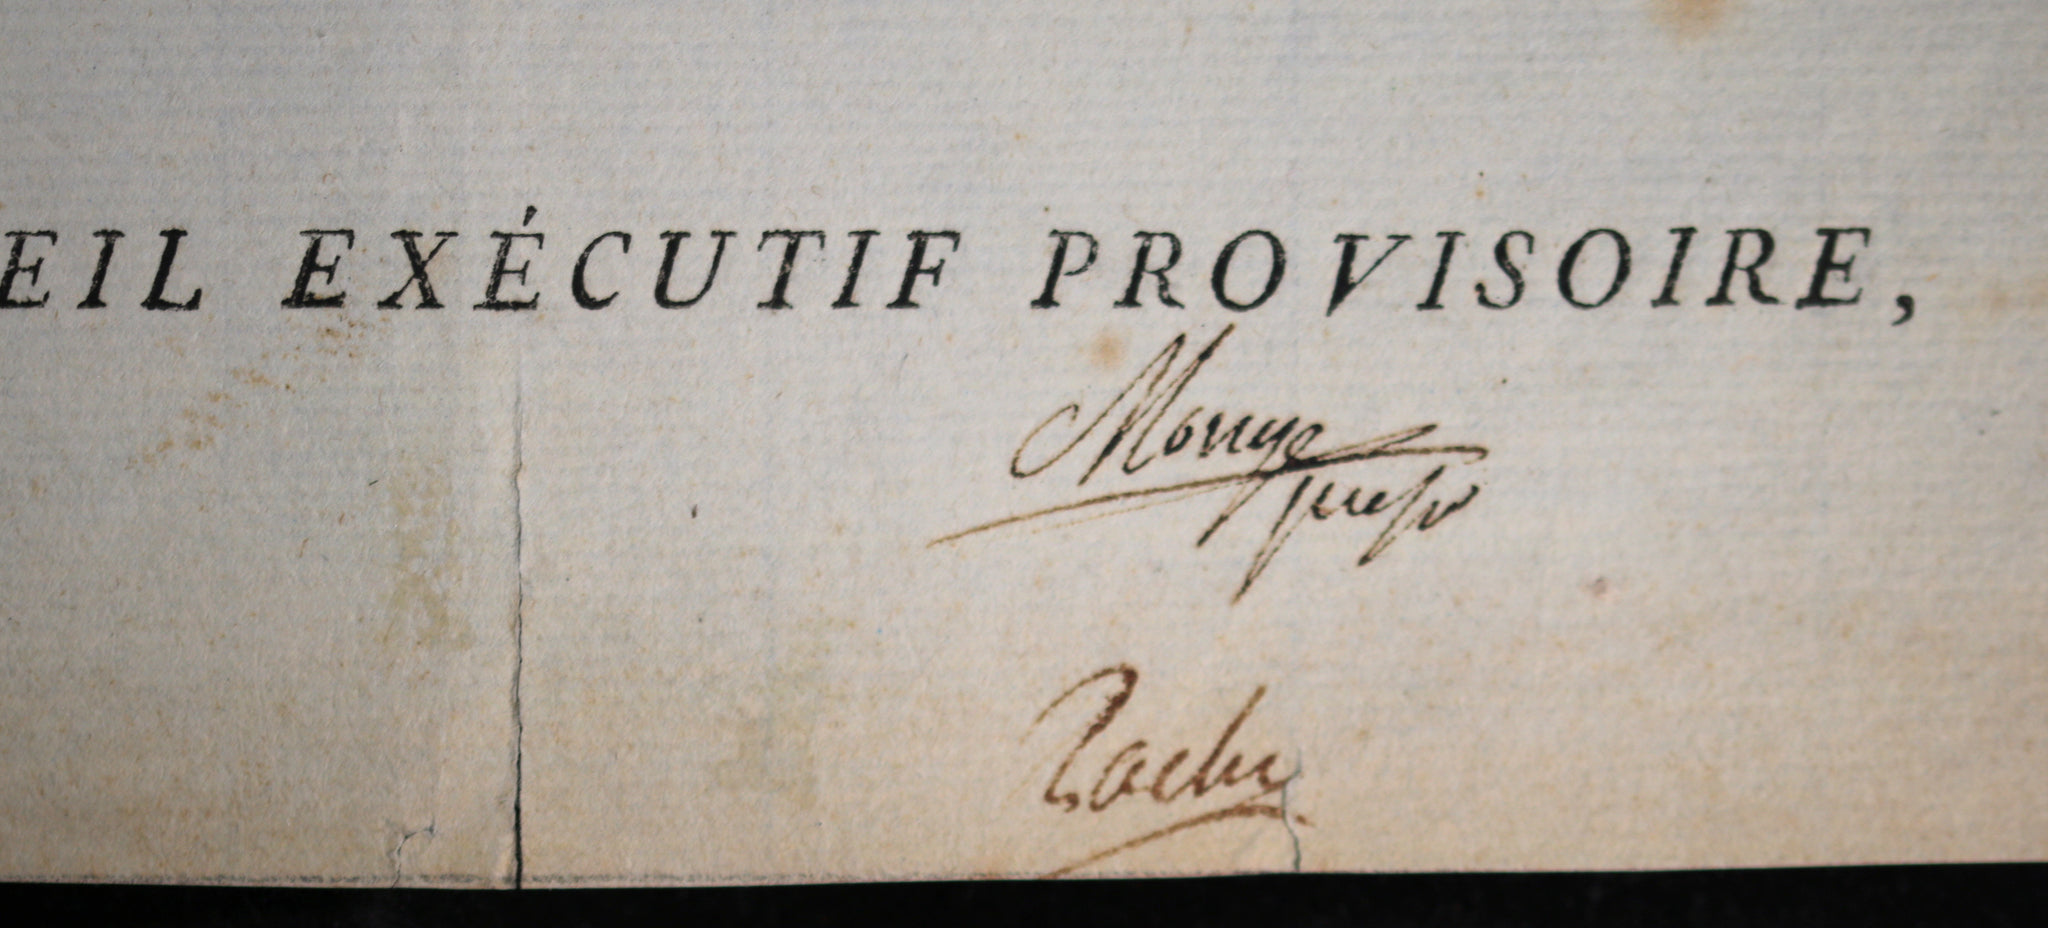 EIL EXÉCUTIF PROVISOIRE,
Monge